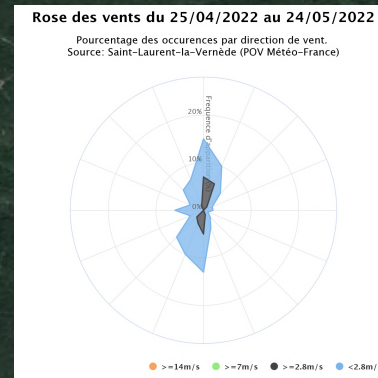 Rose des vents du 25/04/2022 au 24/05/2022
Pourcentage des occurences par direction de vent.
Source: Saint-Laurent-la-Vernède (POV Météo-France)
20%
10%
0%
Frequence d'
>=14m/s
>=7m/s
>=2.8m/s
<2.8m/